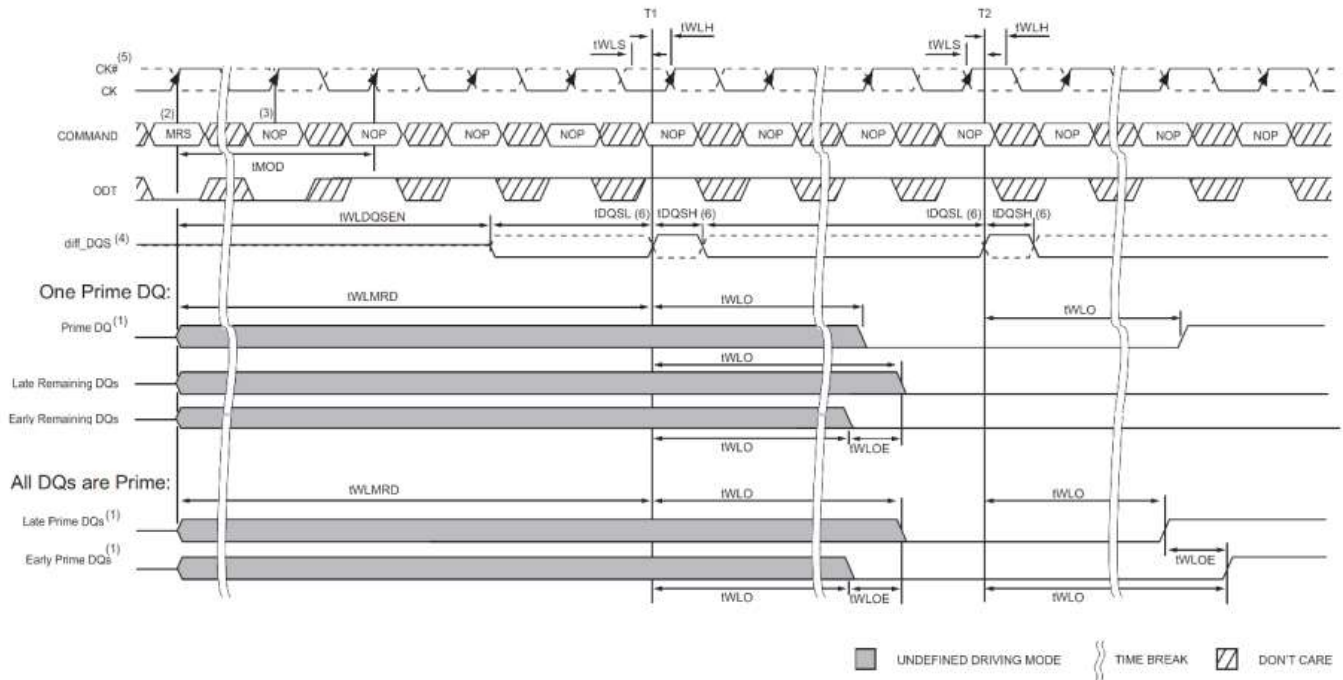 T1 T2
tWLH tWLH
tWLS tWLS
CK# (5)
CK
(2) (3)
COMMAND MRS NOP NOP NOP NOP NOP NOP NOP NOP NOP NOP NOP
tMOD
ODT
tWLDQSEN tDQSL (6) tDQSH (6) tDQSL (6) tDQSH (6)
diff_DQS (4)
One Prime DQ:
tWLMRD tWLO tWLO
Prime DQ (1)
tWLO
Late Remaining DQs
Early Remaining DQs
tWLO tWLOE
All DQs are Prime:
tWLMRD tWLO tWLO
Late Prime DQs (1)
tWLOE
Early Prime DQs (1)
tWLO tWLOE tWLO
UNDEFINED DRIVING MODE TIME BREAK DON'T CARE